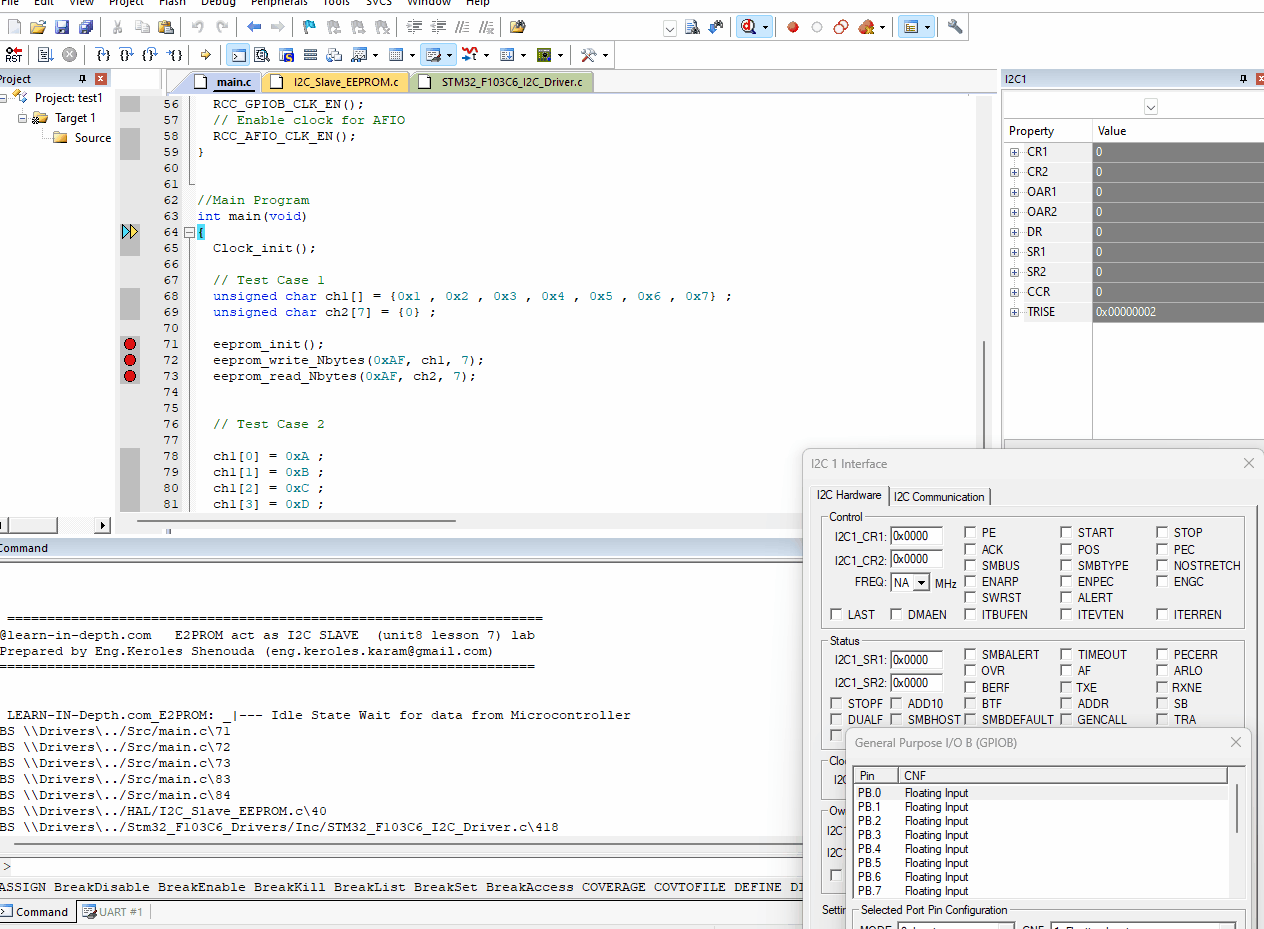 File Edit View Project Flash Debug Peripherals Tools SVCS Window Help
RST
Project
Project: test1
Target 1
Source
main.c I2C_Slave_EEPROM.c STM32_F103C6_I2C_Driver.c
56 RCC_GPIOB_CLK_EN();
57 // Enable clock for AFIO
58 RCC_AFIO_CLK_EN();
59 }
60
61
62 //Main Program
63 int main(void)
64 {
65 Clock_init();
66
67 // Test Case 1
68 unsigned char ch1[] = {0x1 , 0x2 , 0x3 , 0x4 , 0x5 , 0x6 , 0x7} ;
69 unsigned char ch2[7] = {0} ;
70
71 eeprom_init();
72 eeprom_write_Nbytes(0xAF, ch1, 7);
73 eeprom_read_Nbytes(0xAF, ch2, 7);
74
75
76 // Test Case 2
77
78 ch1[0] = 0xA ;
79 ch1[1] = 0xB ;
80 ch1[2] = 0xC ;
81 ch1[3] = 0xD ;
I2C1
Property Value
CR1 0
CR2 0
OAR1 0
OAR2 0
DR 0
SR1 0
SR2 0
CCR 0
TRISE 0x00000002
Command
===================================================================
@learn-in-depth.com E2PROM act as I2C SLAVE (unit8 lesson 7) lab
Prepared by Eng.Keroles Shenouda (eng.keroles.karam@gmail.com)
===================================================================
LEARN-IN-Depth.com_E2PROM: _|--- Idle State Wait for data from Microcontroller
BS \\Drivers\../Src/main.c\71
BS \\Drivers\../Src/main.c\72
BS \\Drivers\../Src/main.c\73
BS \\Drivers\../Src/main.c\83
BS \\Drivers\../Src/main.c\84
BS \\Drivers\../HAL/I2C_Slave_EEPROM.c\40
BS \\Drivers\../Stm32_F103C6_Drivers/Inc/STM32_F103C6_I2C_Driver.c\418
>
ASSIGN BreakDisable BreakEnable BreakKill BreakList BreakSet BreakAccess COVERAGE COVTOFILE DEFINE DI
Command UART #1
I2C 1 Interface
I2C Hardware I2C Communication
Control
I2C1_CR1: 0x0000 PE START STOP
ACK POS PEC
I2C1_CR2: 0x0000 SMBUS SMBTYPE NOSTRETCH
FREQ: NA MHz ENARP ENPEC ENGC
SWRST ALERT
LAST DMAEN ITBUFEN ITEVTEN ITERREN
Status
I2C1_SR1: 0x0000 SMBALERT TIMEOUT PECERR
OVR AF ARLO
I2C1_SR2: 0x0000 BERF TXE RXNE
STOPF ADD10 BTF ADDR SB
DUALF SMBHOST SMBDEFAULT GENCALL TRA
Clo
I2C
Ow
I2C1
I2C1
Settin
General Purpose I/O B (GPIOB)
Pin CNF
PB.0 Floating Input
PB.1 Floating Input
PB.2 Floating Input
PB.3 Floating Input
PB.4 Floating Input
PB.5 Floating Input
PB.6 Floating Input
PB.7 Floating Input
Selected Port Pin Configuration